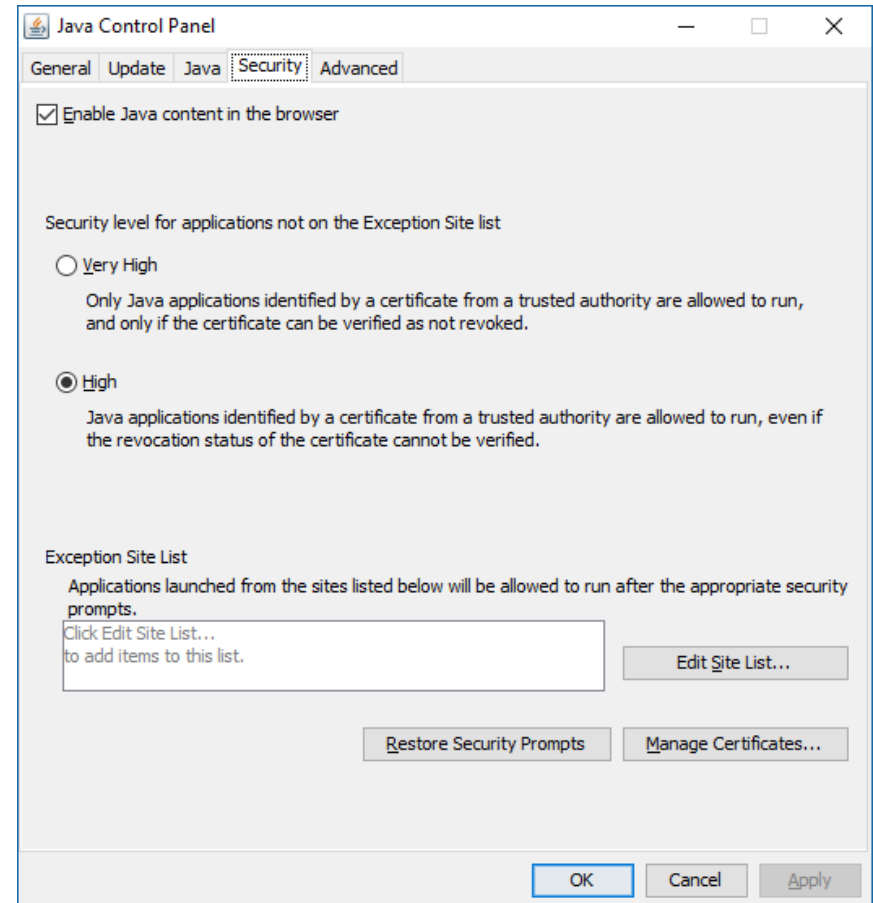 Java Control Panel
General Update Java Security Advanced
Enable Java content in the browser
Security level for applications not on the Exception Site list
Very High
Only Java applications identified by a certificate from a trusted authority are allowed to run,
and only if the certificate can be verified as not revoked.
High
Java applications identified by a certificate from a trusted authority are allowed to run, even if
the revocation status of the certificate cannot be verified.
Exception Site List
Applications launched from the sites listed below will be allowed to run after the appropriate security
prompts.
Click Edit Site List...
to add items to this list.
Edit Site List...
Restore Security Prompts Manage Certificates...
OK Cancel Apply